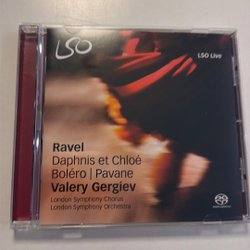 LSO
LSO Live
Ravel
Daphnis et Chloé
Boléro | Pavane
Valery Gergiev
London Symphony Chorus
London Symphony Orchestra